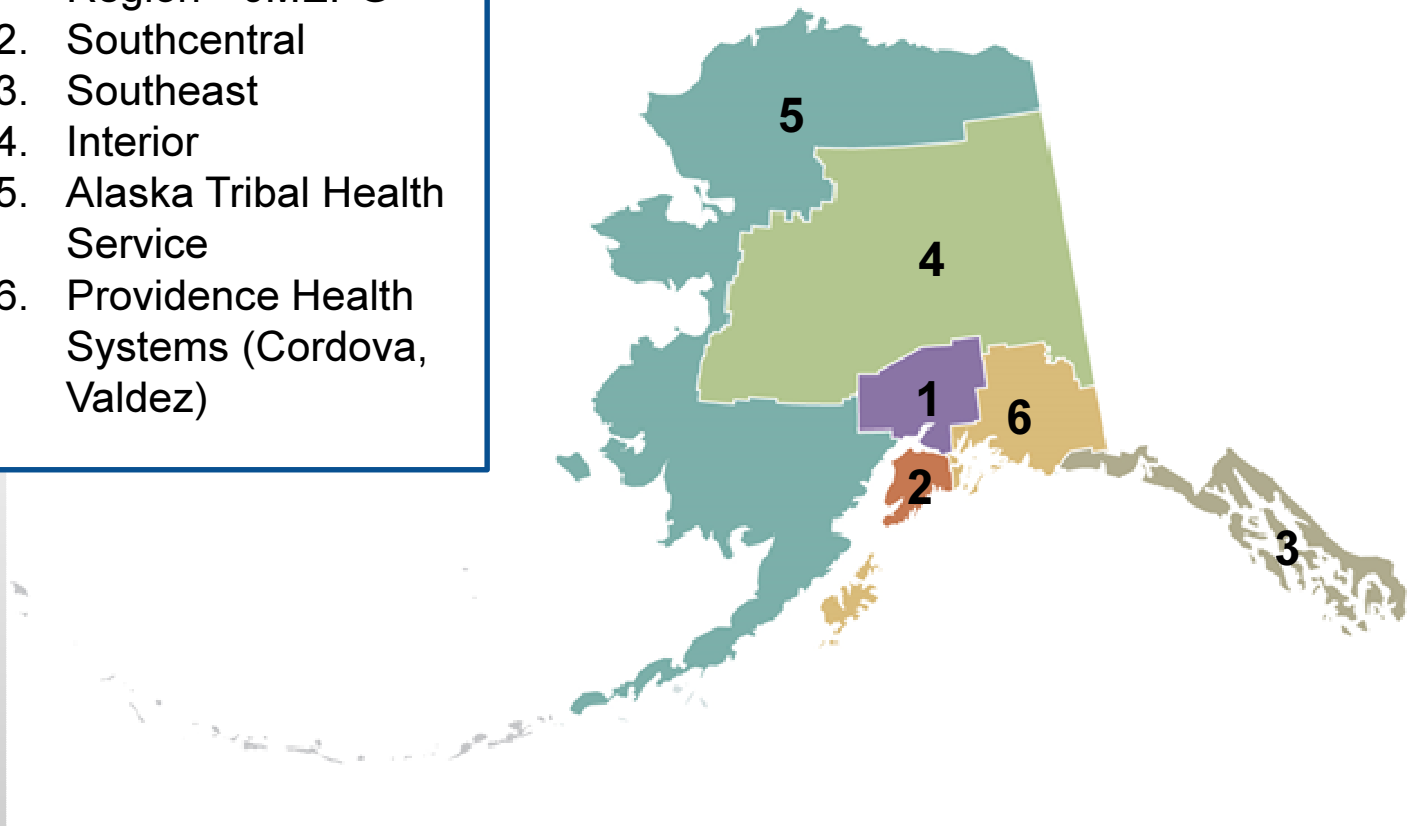 2. Southcentral
3. Southeast
4. Interior
5. Alaska Tribal Health
Service
6. Providence Health
Systems (Cordova,
Valdez)
5
4
1
6
2
3